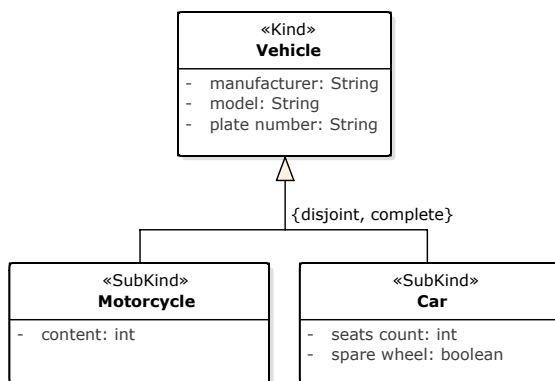 «Kind»
Vehicle
- manufacturer: String
- model: String
- plate number: String
{disjoint, complete}
«SubKind»
Motorcycle
- content: int
«SubKind»
Car
- seats count: int
- spare wheel: boolean